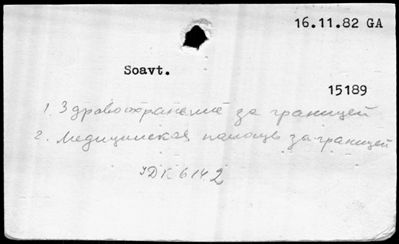 16.11.82 GA
Soavt.
15189
1. Здравоохранение за границей
2. Медицинская помощь за границей
УДК 614 2